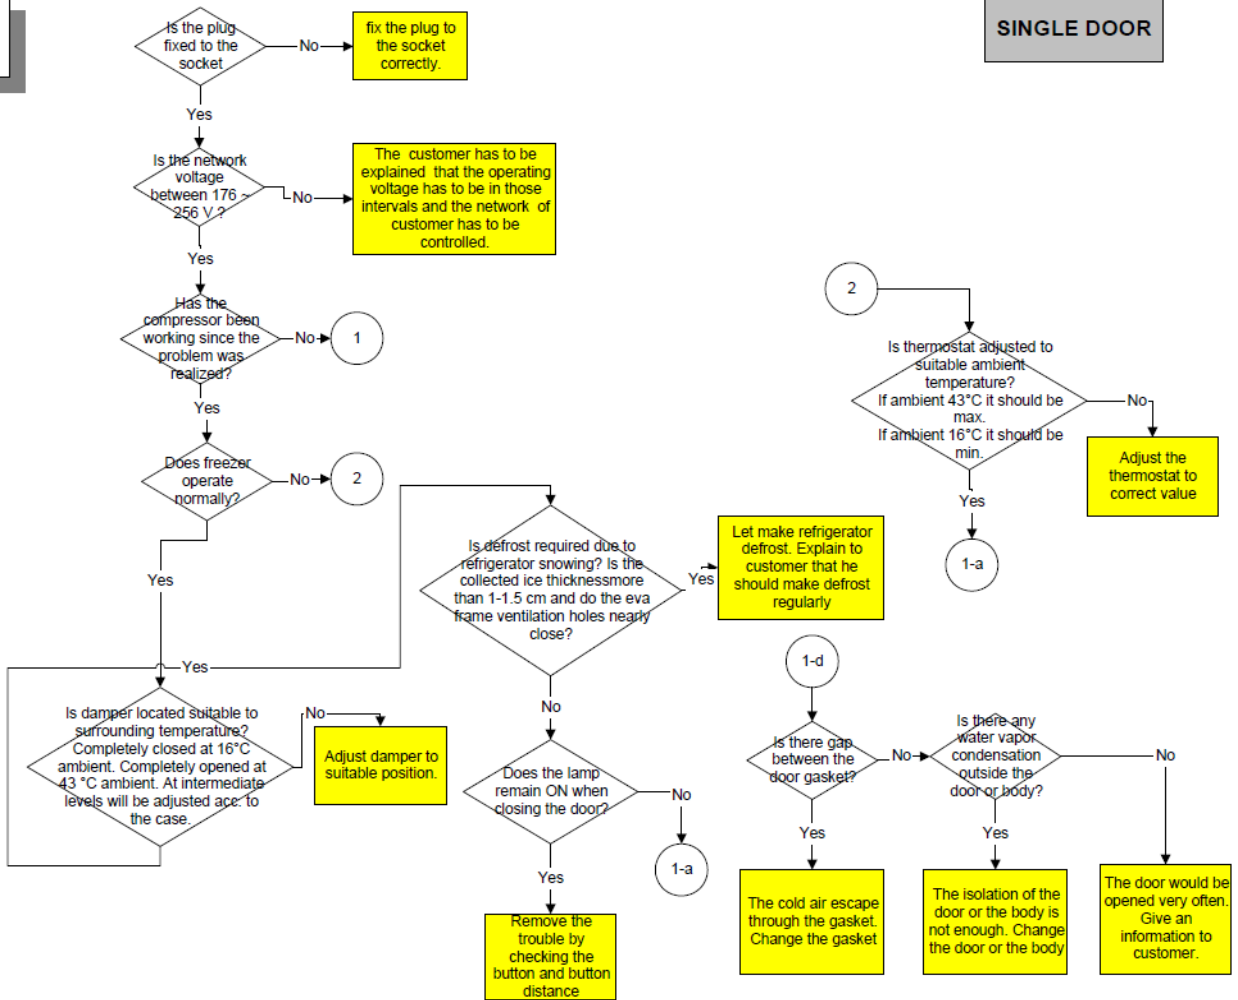 SINGLE DOOR
Is the plug
fixed to the
socket
No
fix the plug to
the socket
correctly.
Yes
Is the network
voltage
between 176 ~
256 V ?
No
The customer has to be
explained that the operating
voltage has to be in those
intervals and the network of
customer has to be
controlled.
Yes
Has the
compressor been
working since the
problem was
realized?
No
1
Yes
Does freezer
operate
normally?
No
2
Yes
Yes
Is damper located suitable to
surrounding temperature?
Completely closed at 16°C
ambient. Completely opened at
43 °C ambient. At intermediate
levels will be adjusted acc. to
the case.
No
Adjust damper to
suitable position.
Is defrost required due to
refrigerator snowing? Is the
collected ice thicknessmore
than 1-1.5 cm and do the eva
frame ventilation holes nearly
close?
Yes
Let make refrigerator
defrost. Explain to
customer that he
should make defrost
regularly
No
Does the lamp
remain ON when
closing the door?
No
1-a
Yes
Remove the
trouble by
checking the
button and button
distance
2
Is thermostat adjusted to
suitable ambient
temperature?
If ambient 43°C it should be
max.
If ambient 16°C it should be
min.
No
Adjust the
thermostat to
correct value
Yes
1-a
1-d
Is there gap
between the
door gasket?
No
Is there any
water vapor
condensation
outside the
door or body?
No
Yes
The cold air escape
through the gasket.
Change the gasket
Yes
The isolation of the
door or the body is
not enough. Change
the door or the body
The door would be
opened very often.
Give an
information to
customer.